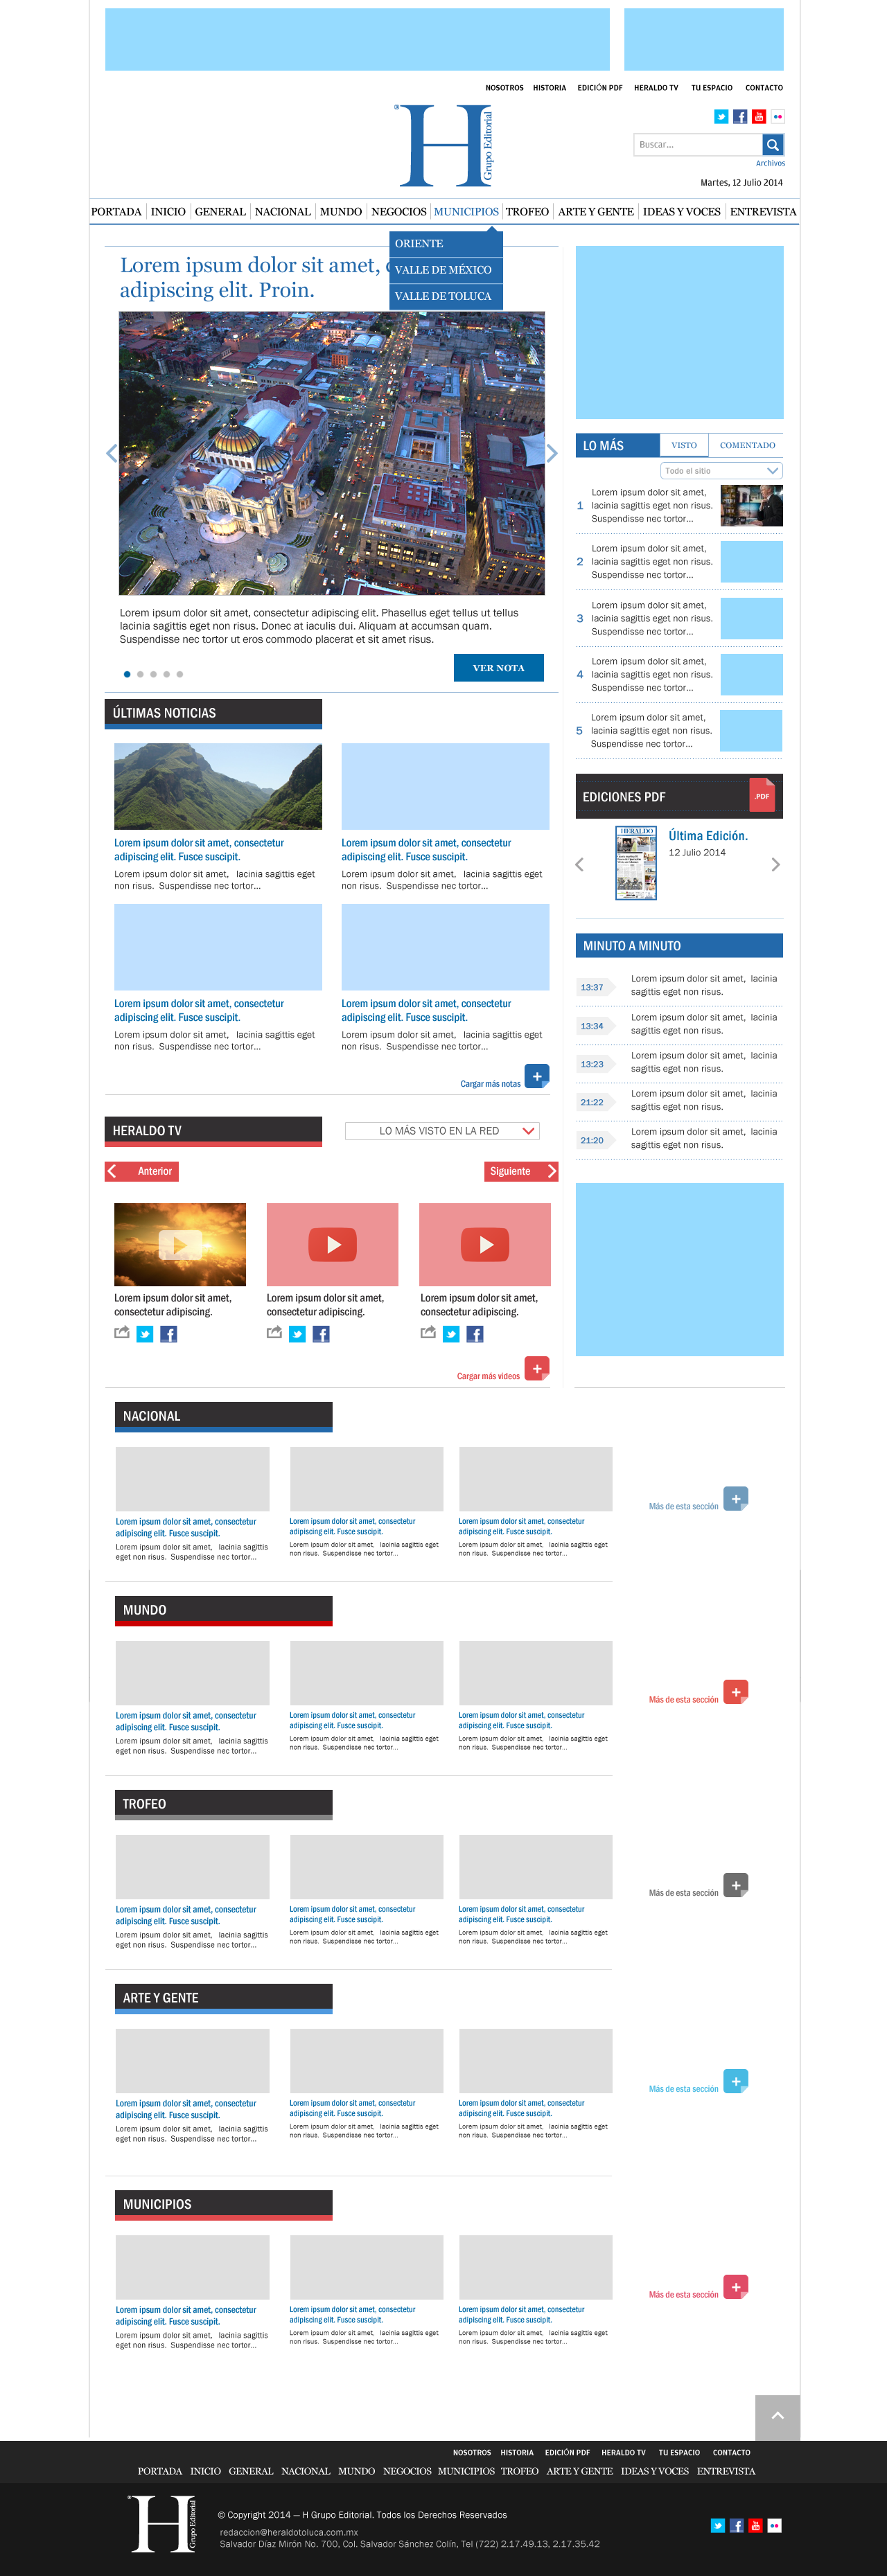 NOSOTROS HISTORIA EDICIÓN PDF HERALDO TV TU ESPACIO CONTACTO
H Grupo Editorial
Buscar...
Archivos
Martes, 12 Julio 2014
PORTADA INICIO GENERAL NACIONAL MUNDO NEGOCIOS MUNICIPIOS TROFEO ARTE Y GENTE IDEAS Y VOCES ENTREVISTA
ORIENTE
VALLE DE MÉXICO
VALLE DE TOLUCA
Lorem ipsum dolor sit amet,
adipiscing elit. Proin.
Lorem ipsum dolor sit amet, consectetur adipiscing elit. Phasellus eget tellus ut tellus
lacinia sagittis eget non risus. Donec at iaculis dui. Aliquam at accumsan quam.
Suspendisse nec tortor ut eros commodo placerat et sit amet risus.
VER NOTA
LO MÁS VISTO COMENTADO
Todo el sitio
1 Lorem ipsum dolor sit amet,
lacinia sagittis eget non risus.
Suspendisse nec tortor...
2 Lorem ipsum dolor sit amet,
lacinia sagittis eget non risus.
Suspendisse nec tortor...
3 Lorem ipsum dolor sit amet,
lacinia sagittis eget non risus.
Suspendisse nec tortor...
4 Lorem ipsum dolor sit amet,
lacinia sagittis eget non risus.
Suspendisse nec tortor...
5 Lorem ipsum dolor sit amet,
lacinia sagittis eget non risus.
Suspendisse nec tortor...
ÚLTIMAS NOTICIAS
Lorem ipsum dolor sit amet, consectetur
adipiscing elit. Fusce suscipit.
Lorem ipsum dolor sit amet, lacinia sagittis eget
non risus. Suspendisse nec tortor...
Lorem ipsum dolor sit amet, consectetur
adipiscing elit. Fusce suscipit.
Lorem ipsum dolor sit amet, lacinia sagittis eget
non risus. Suspendisse nec tortor...
Lorem ipsum dolor sit amet, consectetur
adipiscing elit. Fusce suscipit.
Lorem ipsum dolor sit amet, lacinia sagittis eget
non risus. Suspendisse nec tortor...
Lorem ipsum dolor sit amet, consectetur
adipiscing elit. Fusce suscipit.
Lorem ipsum dolor sit amet, lacinia sagittis eget
non risus. Suspendisse nec tortor...
Cargar más notas +
EDICIONES PDF .PDF
HERALDO
Última Edición.
12 Julio 2014
MINUTO A MINUTO
13:37 Lorem ipsum dolor sit amet, lacinia
sagittis eget non risus.
13:34 Lorem ipsum dolor sit amet, lacinia
sagittis eget non risus.
13:23 Lorem ipsum dolor sit amet, lacinia
sagittis eget non risus.
21:22 Lorem ipsum dolor sit amet, lacinia
sagittis eget non risus.
21:20 Lorem ipsum dolor sit amet, lacinia
sagittis eget non risus.
HERALDO TV
LO MÁS VISTO EN LA RED
Anterior Siguiente
Lorem ipsum dolor sit amet,
consectetur adipiscing.
Lorem ipsum dolor sit amet,
consectetur adipiscing.
Lorem ipsum dolor sit amet,
consectetur adipiscing.
Cargar más videos +
NACIONAL
Lorem ipsum dolor sit amet, consectetur
adipiscing elit. Fusce suscipit.
Lorem ipsum dolor sit amet, lacinia sagittis
eget non risus. Suspendisse nec tortor...
Lorem ipsum dolor sit amet, consectetur
adipiscing elit. Fusce suscipit.
Lorem ipsum dolor sit amet, lacinia sagittis eget
non risus. Suspendisse nec tortor...
Lorem ipsum dolor sit amet, consectetur
adipiscing elit. Fusce suscipit.
Lorem ipsum dolor sit amet, lacinia sagittis eget
non risus. Suspendisse nec tortor...
Más de esta sección +
MUNDO
Lorem ipsum dolor sit amet, consectetur
adipiscing elit. Fusce suscipit.
Lorem ipsum dolor sit amet, lacinia sagittis
eget non risus. Suspendisse nec tortor...
Lorem ipsum dolor sit amet, consectetur
adipiscing elit. Fusce suscipit.
Lorem ipsum dolor sit amet, lacinia sagittis eget
non risus. Suspendisse nec tortor...
Lorem ipsum dolor sit amet, consectetur
adipiscing elit. Fusce suscipit.
Lorem ipsum dolor sit amet, lacinia sagittis eget
non risus. Suspendisse nec tortor...
Más de esta sección +
TROFEO
Lorem ipsum dolor sit amet, consectetur
adipiscing elit. Fusce suscipit.
Lorem ipsum dolor sit amet, lacinia sagittis
eget non risus. Suspendisse nec tortor...
Lorem ipsum dolor sit amet, consectetur
adipiscing elit. Fusce suscipit.
Lorem ipsum dolor sit amet, lacinia sagittis eget
non risus. Suspendisse nec tortor...
Lorem ipsum dolor sit amet, consectetur
adipiscing elit. Fusce suscipit.
Lorem ipsum dolor sit amet, lacinia sagittis eget
non risus. Suspendisse nec tortor...
Más de esta sección +
ARTE Y GENTE
Lorem ipsum dolor sit amet, consectetur
adipiscing elit. Fusce suscipit.
Lorem ipsum dolor sit amet, lacinia sagittis
eget non risus. Suspendisse nec tortor...
Lorem ipsum dolor sit amet, consectetur
adipiscing elit. Fusce suscipit.
Lorem ipsum dolor sit amet, lacinia sagittis eget
non risus. Suspendisse nec tortor...
Lorem ipsum dolor sit amet, consectetur
adipiscing elit. Fusce suscipit.
Lorem ipsum dolor sit amet, lacinia sagittis eget
non risus. Suspendisse nec tortor...
Más de esta sección +
MUNICIPIOS
Lorem ipsum dolor sit amet, consectetur
adipiscing elit. Fusce suscipit.
Lorem ipsum dolor sit amet, lacinia sagittis
eget non risus. Suspendisse nec tortor...
Lorem ipsum dolor sit amet, consectetur
adipiscing elit. Fusce suscipit.
Lorem ipsum dolor sit amet, lacinia sagittis eget
non risus. Suspendisse nec tortor...
Lorem ipsum dolor sit amet, consectetur
adipiscing elit. Fusce suscipit.
Lorem ipsum dolor sit amet, lacinia sagittis eget
non risus. Suspendisse nec tortor...
Más de esta sección +
NOSOTROS HISTORIA EDICIÓN PDF HERALDO TV TU ESPACIO CONTACTO
PORTADA INICIO GENERAL NACIONAL MUNDO NEGOCIOS MUNICIPIOS TROFEO ARTE Y GENTE IDEAS Y VOCES ENTREVISTA
H Grupo Editorial
© Copyright 2014 — H Grupo Editorial. Todos los Derechos Reservados
redaccion@heraldotoluca.com.mx
Salvador Díaz Mirón No. 700, Col. Salvador Sánchez Colín, Tel (722) 2.17.49.13, 2.17.35.42